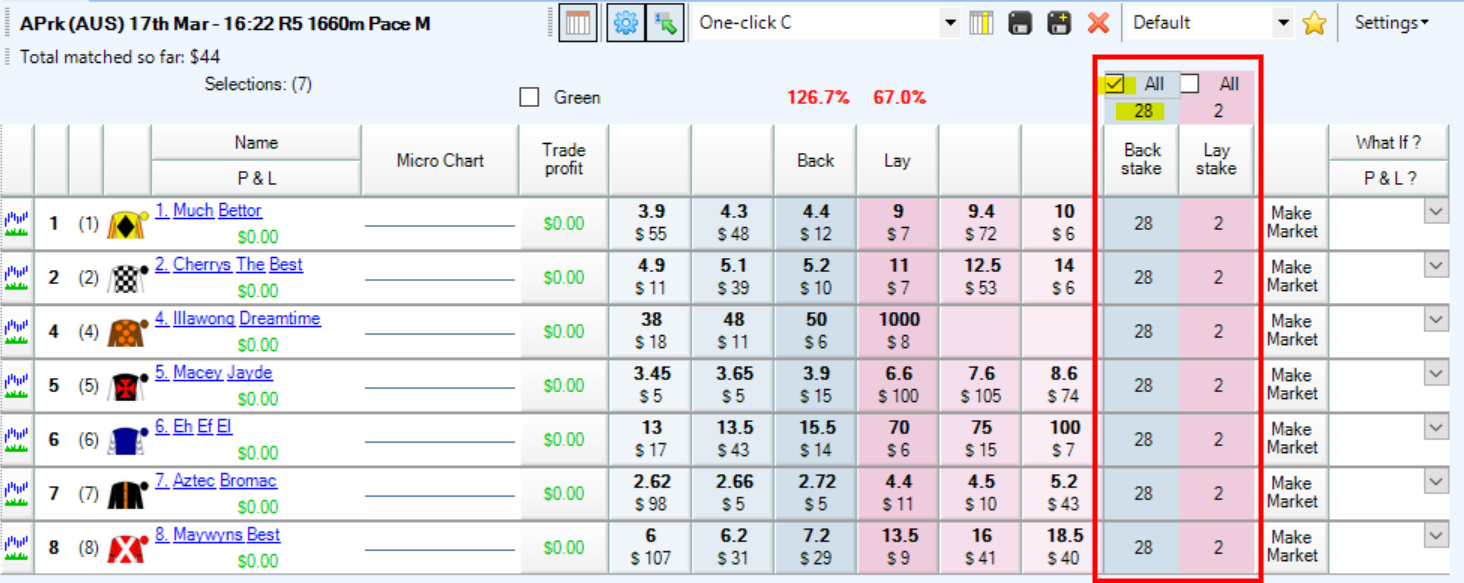 APrk (AUS) 17th Mar - 16:22 R5 1660m Pace M One-click C Default Settings
Total matched so far: $44
Selections: (7) Green 126.7% 67.0% All All
28 2
Name Micro Chart Trade profit Back Lay Back stake Lay stake What If ?
P & L P & L ?
1 (1) 1. Much Bettor $0.00 3.9 4.3 4.4 9 9.4 10 28 2 Make Market
$0.00 $ 55 $ 48 $ 12 $ 7 $ 72 $ 6
2 (2) 2. Cherrys The Best $0.00 4.9 5.1 5.2 11 12.5 14 28 2 Make Market
$0.00 $ 11 $ 39 $ 10 $ 7 $ 53 $ 6
4 (4) 4. Illawong Dreamtime $0.00 38 48 50 1000 28 2 Make Market
$0.00 $ 18 $ 11 $ 6 $ 8
5 (5) 5. Macey Jayde $0.00 3.45 3.65 3.9 6.6 7.6 8.6 28 2 Make Market
$0.00 $ 5 $ 5 $ 15 $ 100 $ 105 $ 74
6 (6) 6. Eh Ef El $0.00 13 13.5 15.5 70 75 100 28 2 Make Market
$0.00 $ 17 $ 43 $ 14 $ 6 $ 15 $ 7
7 (7) 7. Aztec Bromac $0.00 2.62 2.66 2.72 4.4 4.5 5.2 28 2 Make Market
$0.00 $ 98 $ 5 $ 5 $ 11 $ 10 $ 43
8 (8) 8. Maywyns Best $0.00 6 6.2 7.2 13.5 16 18.5 28 2 Make Market
$0.00 $ 107 $ 31 $ 29 $ 9 $ 41 $ 40